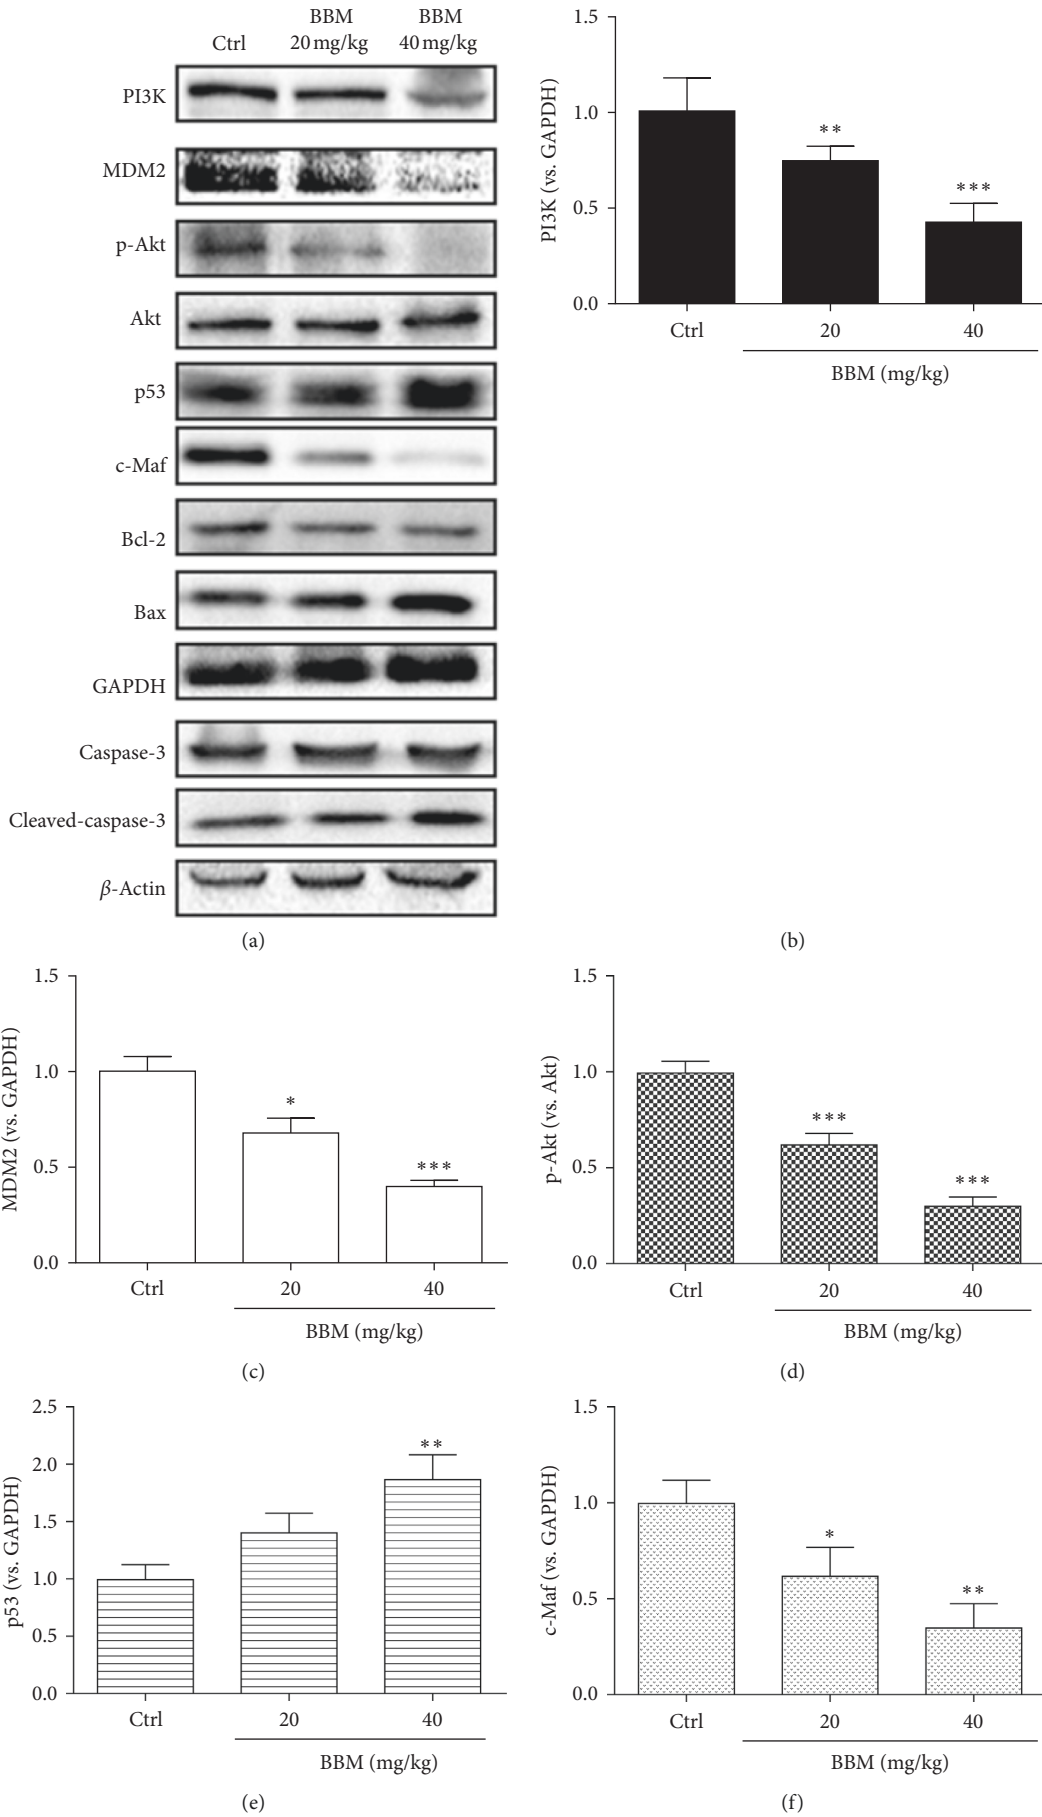 Ctrl
BBM
20 mg/kg
BBM
40 mg/kg
PI3K
MDM2
p-Akt
Akt
p53
c-Maf
Bcl-2
Bax
GAPDH
Caspase-3
Cleaved-caspase-3
β-Actin
(a)
PI3K (vs. GAPDH)
1.5
1.0
0.5
0.0
**
***
Ctrl 20 40
BBM (mg/kg)
(b)
MDM2 (vs. GAPDH)
1.5
1.0
0.5
0.0
*
***
Ctrl 20 40
BBM (mg/kg)
(c)
p-Akt (vs. Akt)
1.5
1.0
0.5
0.0
***
***
Ctrl 20 40
BBM (mg/kg)
(d)
p53 (vs. GAPDH)
2.5
2.0
1.5
1.0
0.5
0.0
**
Ctrl 20 40
BBM (mg/kg)
(e)
c-Maf (vs. GAPDH)
1.5
1.0
0.5
0.0
*
**
Ctrl 20 40
BBM (mg/kg)
(f)